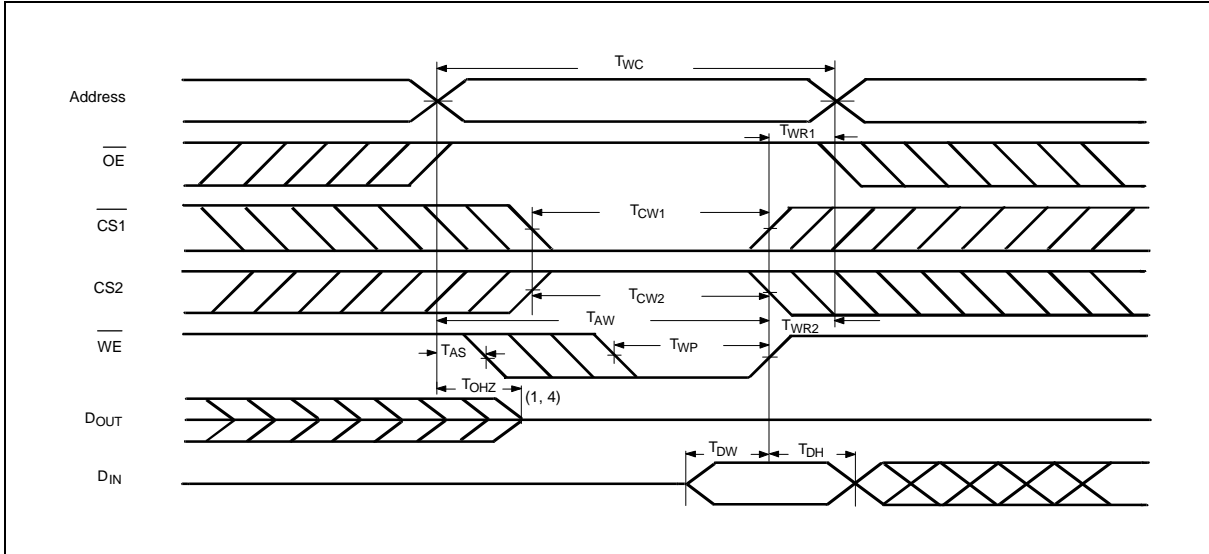 TWC
Address
TWR1
OE
CS1
TCW1
CS2
TCW2
TAW
TWR2
WE
TAS
TWP
TOHZ
(1, 4)
DOUT
TDW
TDH
DIN